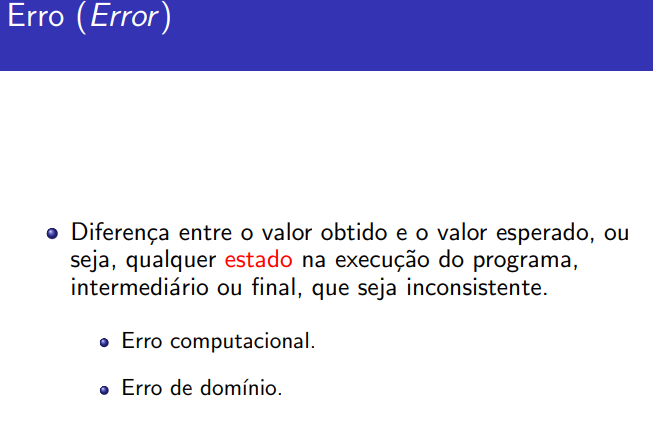 Erro (Error)
Diferença entre o valor obtido e o valor esperado, ou
seja, qualquer estado na execução do programa,
intermediário ou final, que seja inconsistente.
Erro computacional.
Erro de domínio.